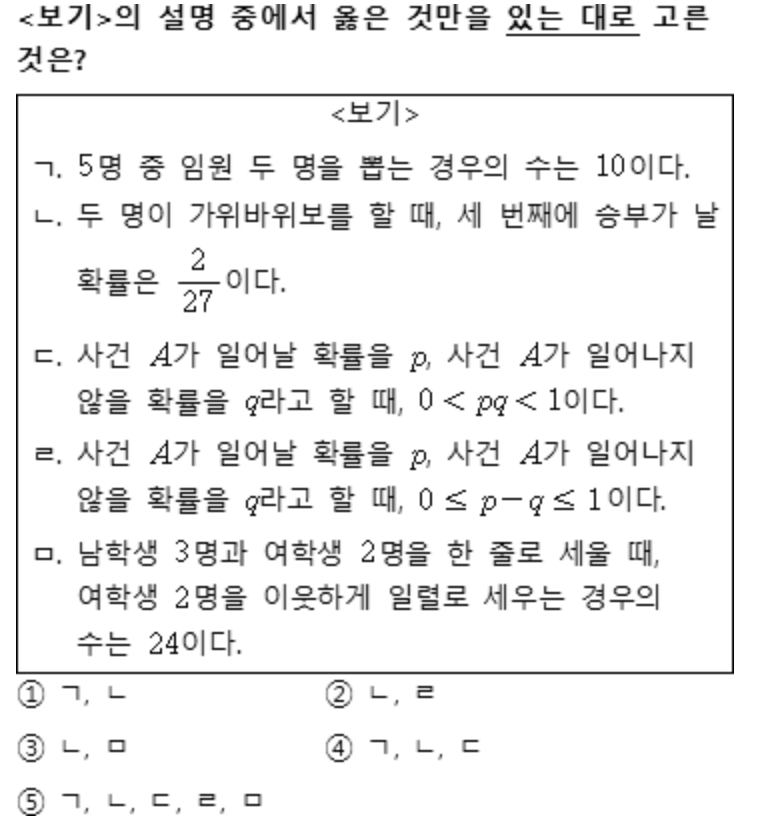 <보기>의 설명 중에서 옳은 것만을 있는 대로 고른
것은?
<보기>
ㄱ. 5명 중 임원 두 명을 뽑는 경우의 수는 10이다.
ㄴ. 두 명이 가위바위보를 할 때, 세 번째에 승부가 날
확률은 2/27이다.
ㄷ. 사건 A가 일어날 확률을 p, 사건 A가 일어나지
않을 확률을 q라고 할 때, 0 < pq < 1이다.
ㄹ. 사건 A가 일어날 확률을 p, 사건 A가 일어나지
않을 확률을 q라고 할 때, 0 ≤ p − q ≤ 1이다.
ㅁ. 남학생 3명과 여학생 2명을 한 줄로 세울 때,
여학생 2명을 이웃하게 일렬로 세우는 경우의
수는 24이다.
① ㄱ, ㄴ ② ㄴ, ㄹ
③ ㄴ, ㅁ ④ ㄱ, ㄴ, ㄷ
⑤ ㄱ, ㄴ, ㄷ, ㄹ, ㅁ